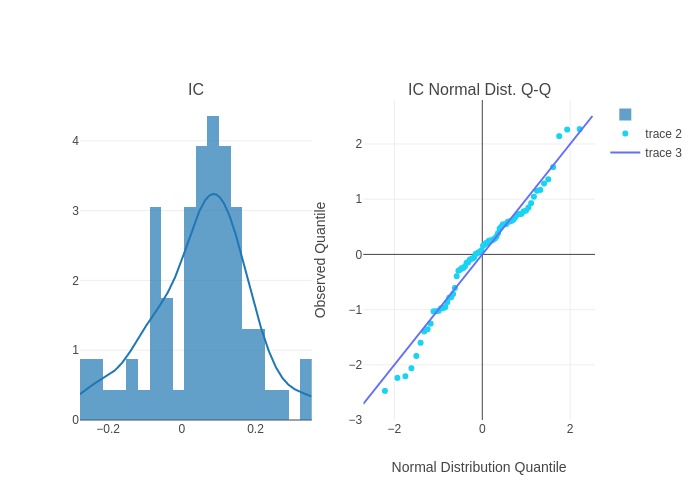 IC
IC Normal Dist. Q-Q
4
3
2
1
0
−0.2
0
0.2
Observed Quantile
2
1
0
−1
−2
−3
−2
0
2
Normal Distribution Quantile
trace 2
trace 3